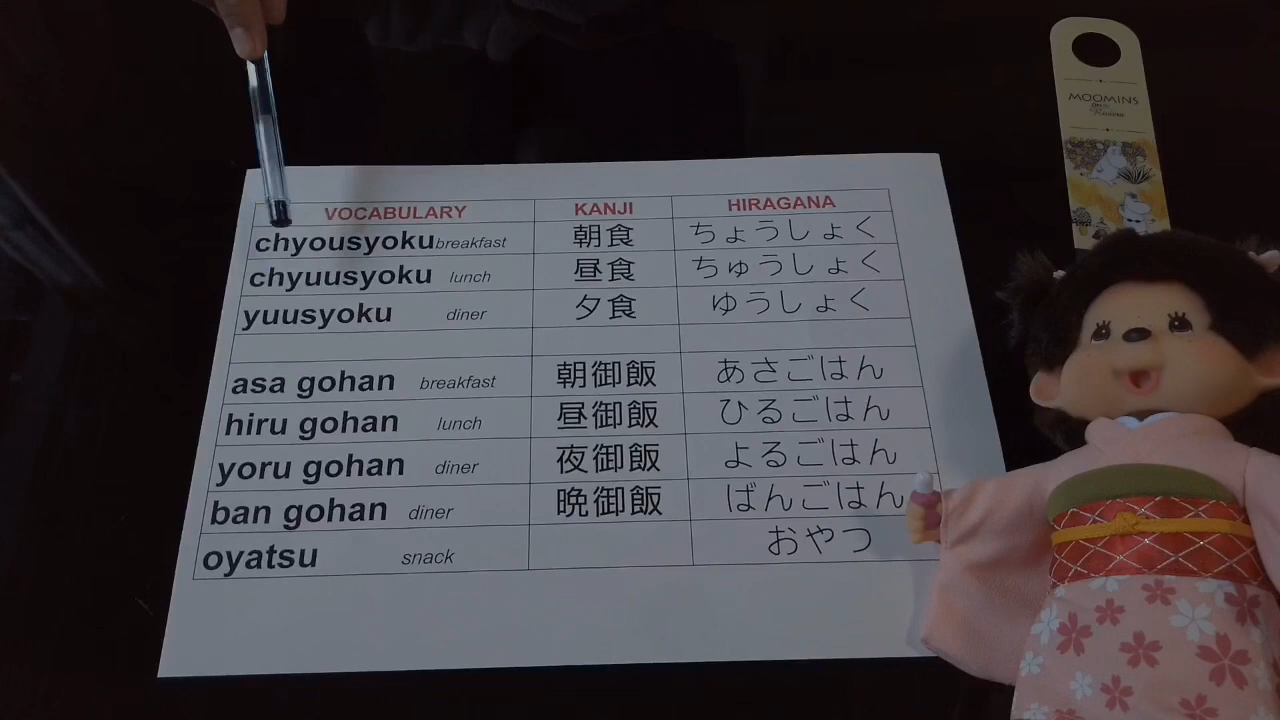 MOOMINS
ON THE
Riviera
VOCABULARY KANJI HIRAGANA
chyousyoku breakfast 朝食 ちょうしょく
chyuusyoku lunch 昼食 ちゅうしょく
yuusyoku diner 夕食 ゆうしょく
asa gohan breakfast 朝御飯 あさごはん
hiru gohan lunch 昼御飯 ひるごはん
yoru gohan diner 夜御飯 よるごはん
ban gohan diner 晩御飯 ばんごはん
oyatsu snack おやつ